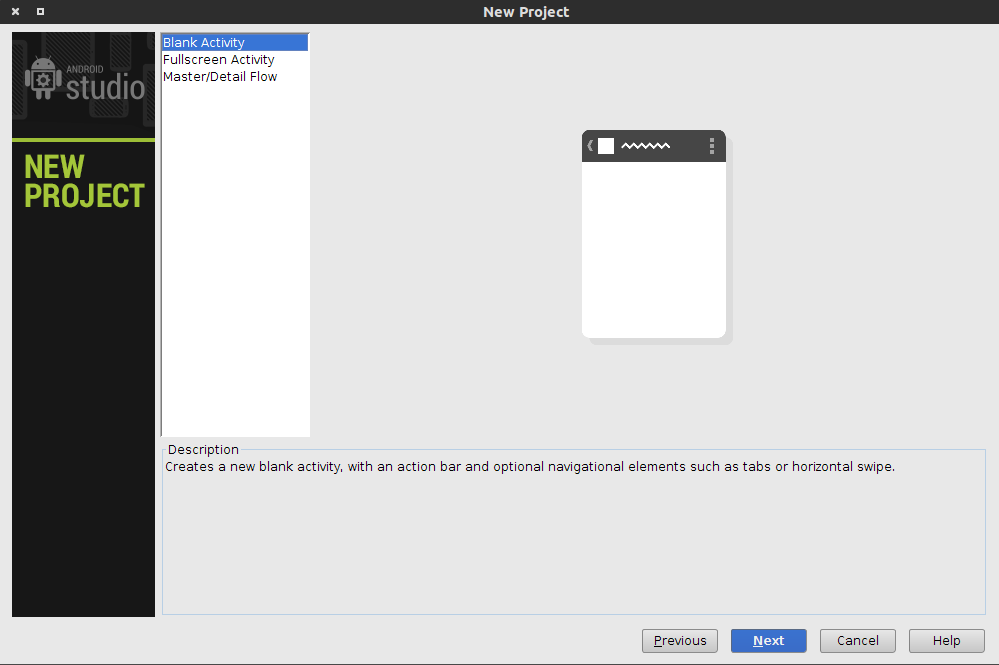 New Project
ANDROID
studio
NEW
PROJECT
Blank Activity
Fullscreen Activity
Master/Detail Flow
Description
Creates a new blank activity, with an action bar and optional navigational elements such as tabs or horizontal swipe.
Previous Next Cancel Help